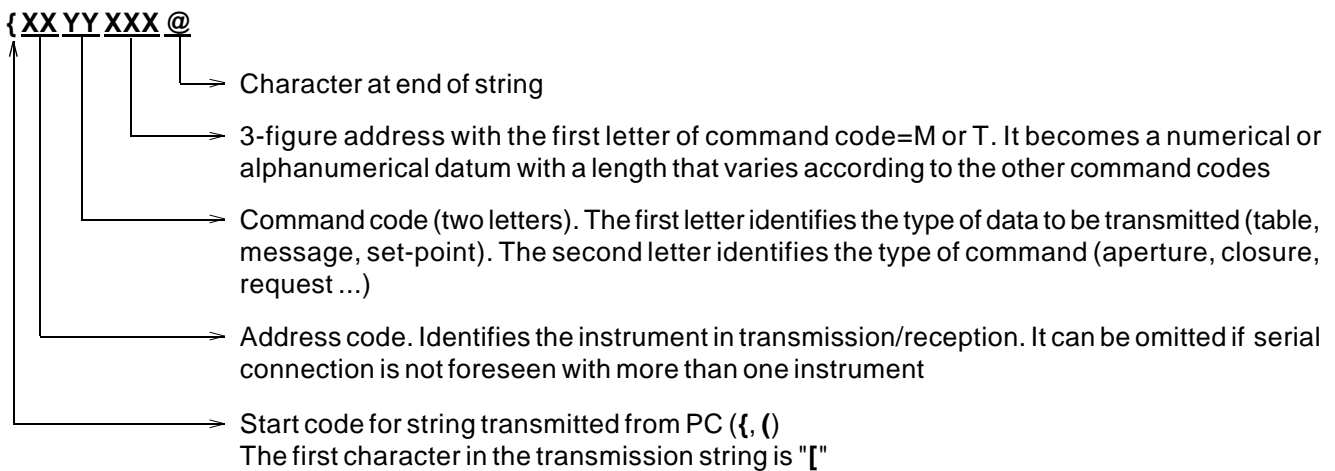 { XX YY XXX @
Character at end of string
3-figure address with the first letter of command code=M or T. It becomes a numerical or
alphanumerical datum with a length that varies according to the other command codes
Command code (two letters). The first letter identifies the type of data to be transmitted (table,
message, set-point). The second letter identifies the type of command (aperture, closure,
request ...)
Address code. Identifies the instrument in transmission/reception. It can be omitted if serial
connection is not foreseen with more than one instrument
Start code for string transmitted from PC ({, ()
The first character in the transmission string is "["